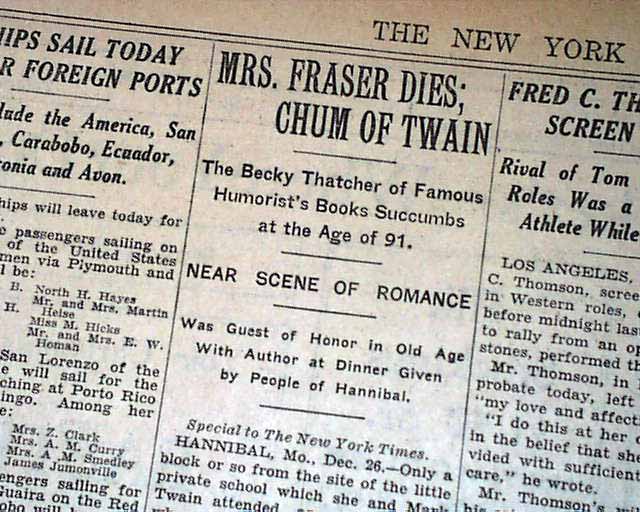 THE NEW YORK
IPS SAIL TODAY
R FOREIGN PORTS
lude the America, San
, Carabobo, Ecuador,
onia and Avon.
hips will leave today for
passengers sailing on
of the United States
men via Plymouth and
l be:
B. North H. Hayes
Mr. and Mrs. Martin
H. Heise
Miss M. Hicks
Mr. and Mrs. E. W.
Homan
San Lorenzo of the
e will sail for the
ching at Porto Rico
ingo. Among her
e:
Mrs. Z. Clark
Mrs. A. M. Curry
Mrs. A .M. Smedley
James Jumonville
engers sailing for
Guaira on the Red
obo will
MRS. FRASER DIES;
CHUM OF TWAIN
The Becky Thatcher of Famous
Humorist's Books Succumbs
at the Age of 91.
NEAR SCENE OF ROMANCE
Was Guest of Honor in Old Age
With Author at Dinner Given
by People of Hannibal.
Special to The New York Times.
HANNIBAL, Mo., Dec. 26.—Only a
block or so from the site of the little
private school which she and Mark
Twain attended
FRED C. TH
SCREEN
Rival of Tom
Roles Was a
Athlete While
LOS ANGELES,
C. Thomson, scree
in Western roles,
before midnight las
to rally from an op
stones, performed th
Mr. Thomson, in
probate today, left
"my love and affect
"I do this at her
in the belief that she
vided with sufficien
care," he wrote.
Mr. Thomson's wi